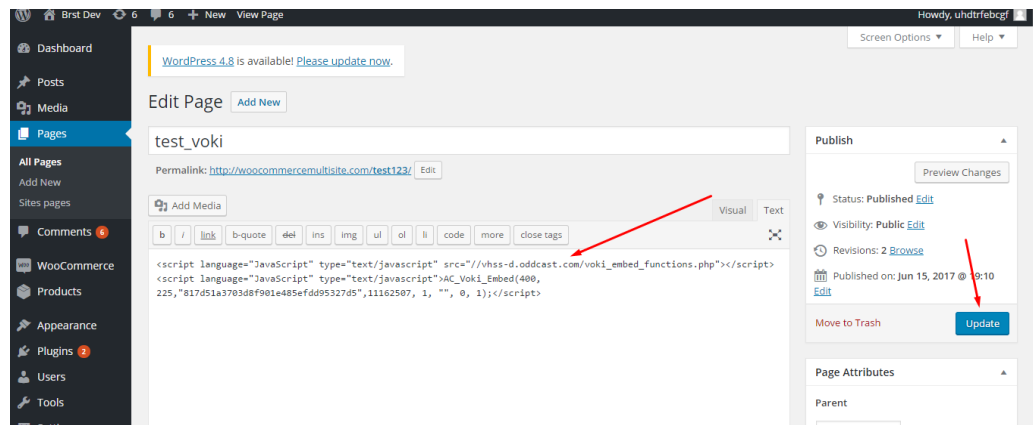 Brst Dev 6 6 + New View Page Howdy, uhdtrfebcgf
Screen Options ▼ Help ▼
Dashboard
Posts
Media
Pages
All Pages
Add New
Sites pages
Comments 6
WooCommerce
Products
Appearance
Plugins 2
Users
Tools
WordPress 4.8 is available! Please update now.
Edit Page Add New
test_voki
Permalink: http://woocommercemultisite.com/test123/ Edit
Add Media
Visual Text
b i link b-quote del ins img ul ol li code more close tags
<script language="JavaScript" type="text/javascript" src="//vhss-d.oddcast.com/voki_embed_functions.php"></script>
<script language="JavaScript" type="text/javascript">AC_Voki_Embed(400,
225,"817d51a3703d8f901e485efdd95327d5",11162507, 1, "", 0, 1);</script>
Publish
Preview Changes
Status: Published Edit
Visibility: Public Edit
Revisions: 2 Browse
Published on: Jun 15, 2017 @ 19:10
Edit
Move to Trash Update
Page Attributes
Parent